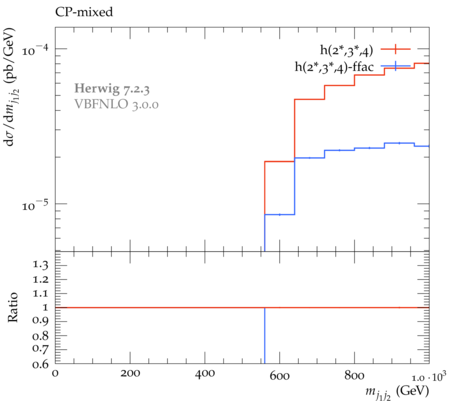 CP-mixed
h(2*,3*,4)
h(2*,3*,4)-ffac
Herwig 7.2.3
VBFNLO 3.0.0
10⁻⁴
10⁻⁵
dσ/dm_{j₁j₂} (pb/GeV)
1.3
1.2
1.1
1
0.9
0.8
0.7
0.6
Ratio
0 200 400 600 800 1.0 · 10³
m_{j₁j₂} (GeV)